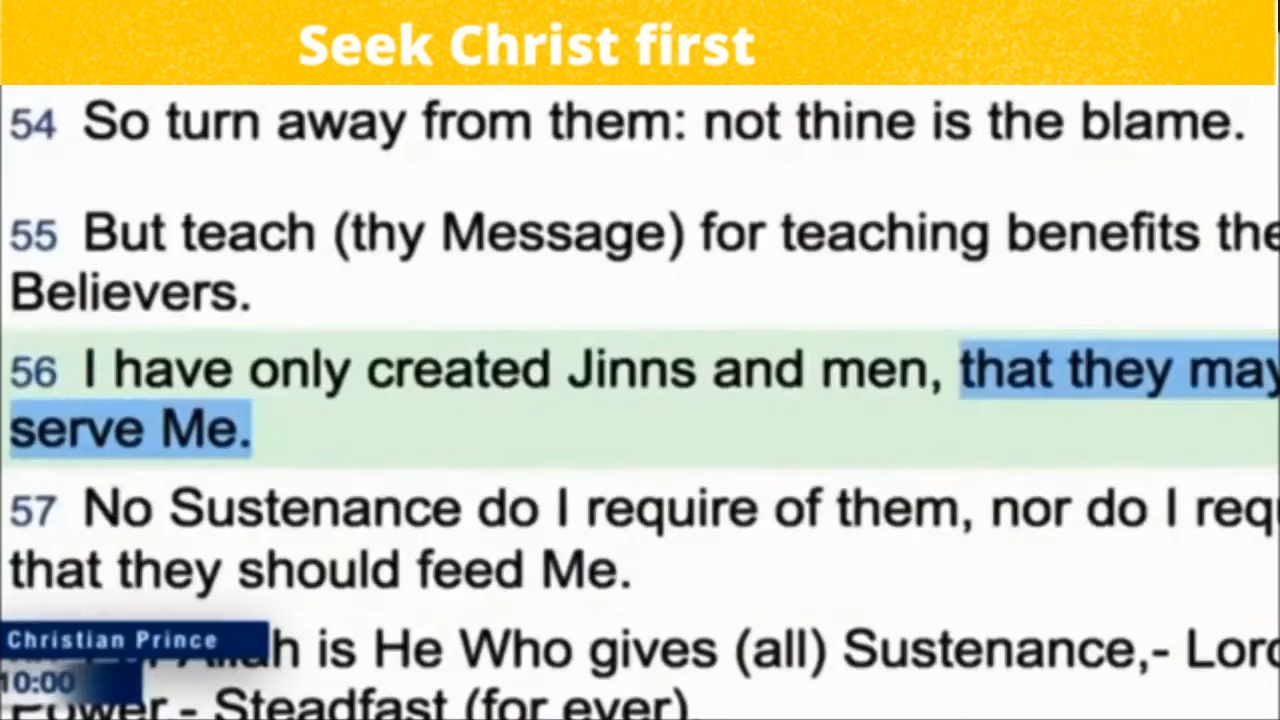 Seek Christ first
54 So turn away from them: not thine is the blame.
55 But teach (thy Message) for teaching benefits the
Believers.
56 I have only created Jinns and men, that they may
serve Me.
57 No Sustenance do I require of them, nor do I req
that they should feed Me.
Christian Prince
h is He Who gives (all) Sustenance,- Lord
10:00
Power,- Steadfast (for ever).